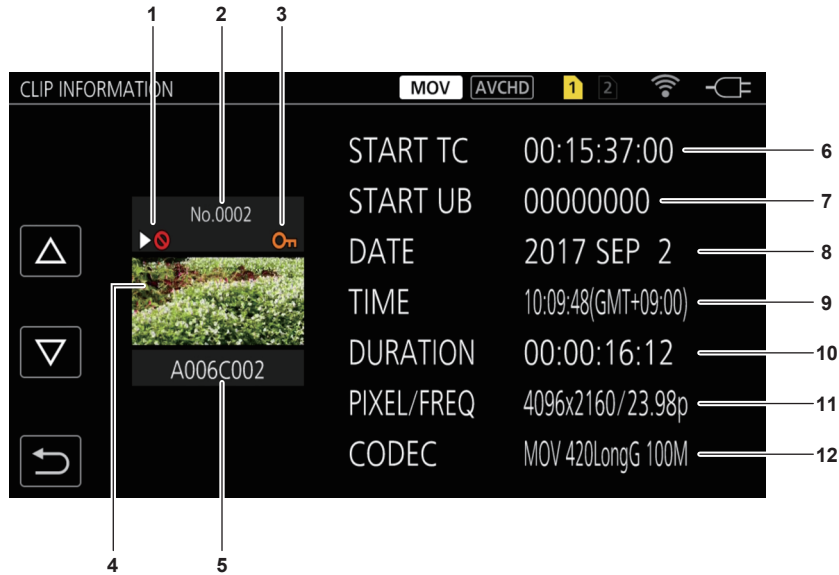 1 2 3
CLIP INFORMATION MOV AVCHD 1 2
START TC 00:15:37:00 6
START UB 00000000 7
No.0002
DATE 2017 SEP 2 8
TIME 10:09:48(GMT+09:00) 9
4
DURATION 00:00:16:12 10
A006C002
PIXEL/FREQ 4096x2160/23.98p 11
CODEC MOV 420LongG 100M 12
5